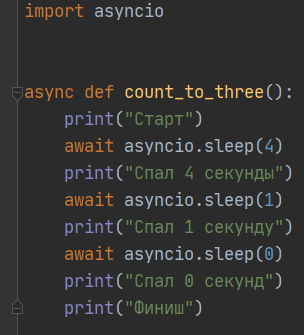 import asyncio
async def count_to_three():
    print("Старт")
    await asyncio.sleep(4)
    print("Спал 4 секунды")
    await asyncio.sleep(1)
    print("Спал 1 секунду")
    await asyncio.sleep(0)
    print("Спал 0 секунд")
    print("Финиш")